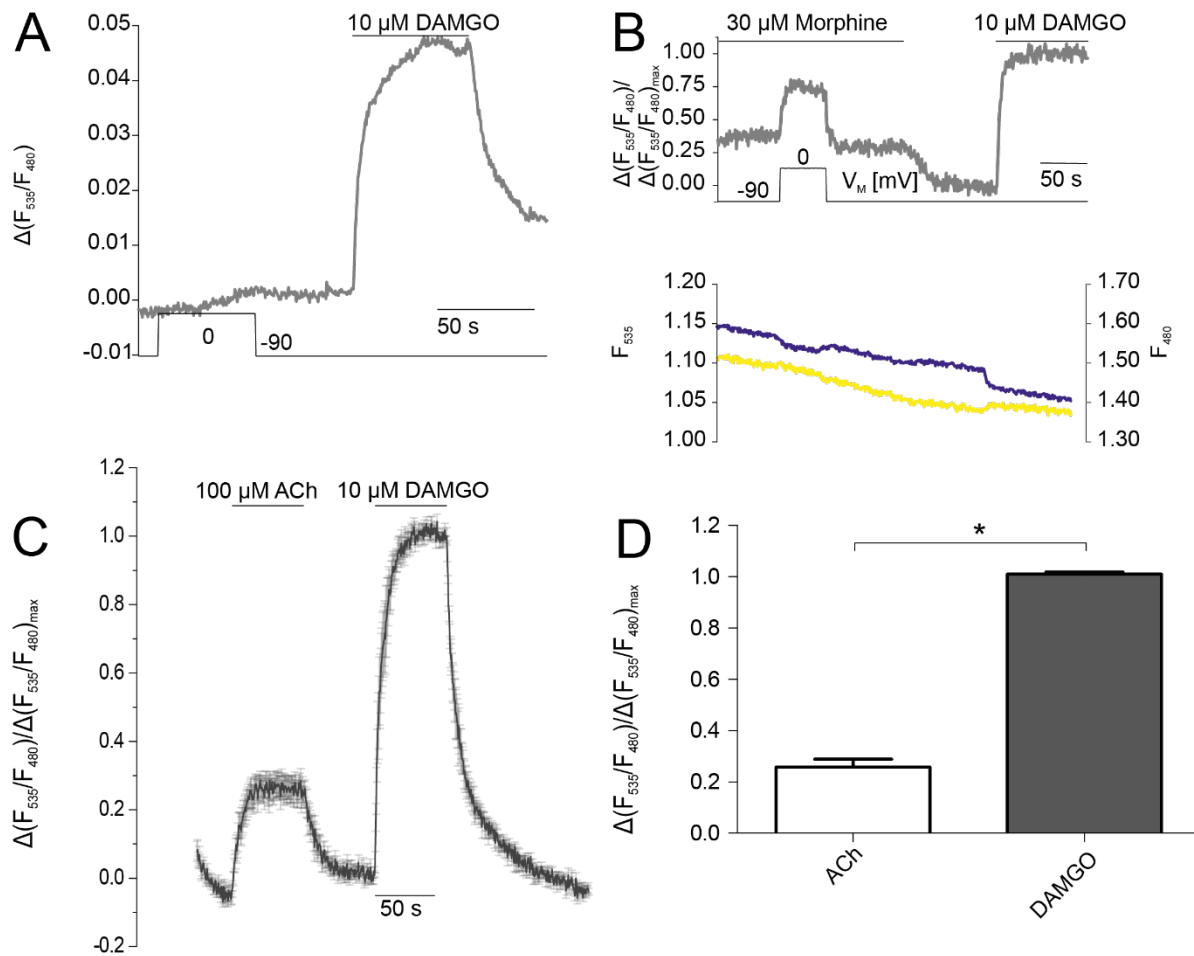 A
10 µM DAMGO
0.05
0.04
0.03
0.02
0.01
0.00
-0.01
Δ(F535/F480)
0
-90
50 s
B
30 µM Morphine
10 µM DAMGO
1.00
0.75
0.50
0.25
0.00
Δ(F535/F480)/
Δ(F535/F480)max
0
-90
VM [mV]
50 s
1.20
1.15
1.10
1.05
1.00
F535
1.70
1.60
1.50
1.40
1.30
F480
C
100 µM ACh
10 µM DAMGO
1.2
1.0
0.8
0.6
0.4
0.2
0.0
-0.2
Δ(F535/F480)/Δ(F535/F480)max
50 s
D
*
1.2
1.0
0.8
0.6
0.4
0.2
0.0
Δ(F535/F480)/Δ(F535/F480)max
ACh
DAMGO